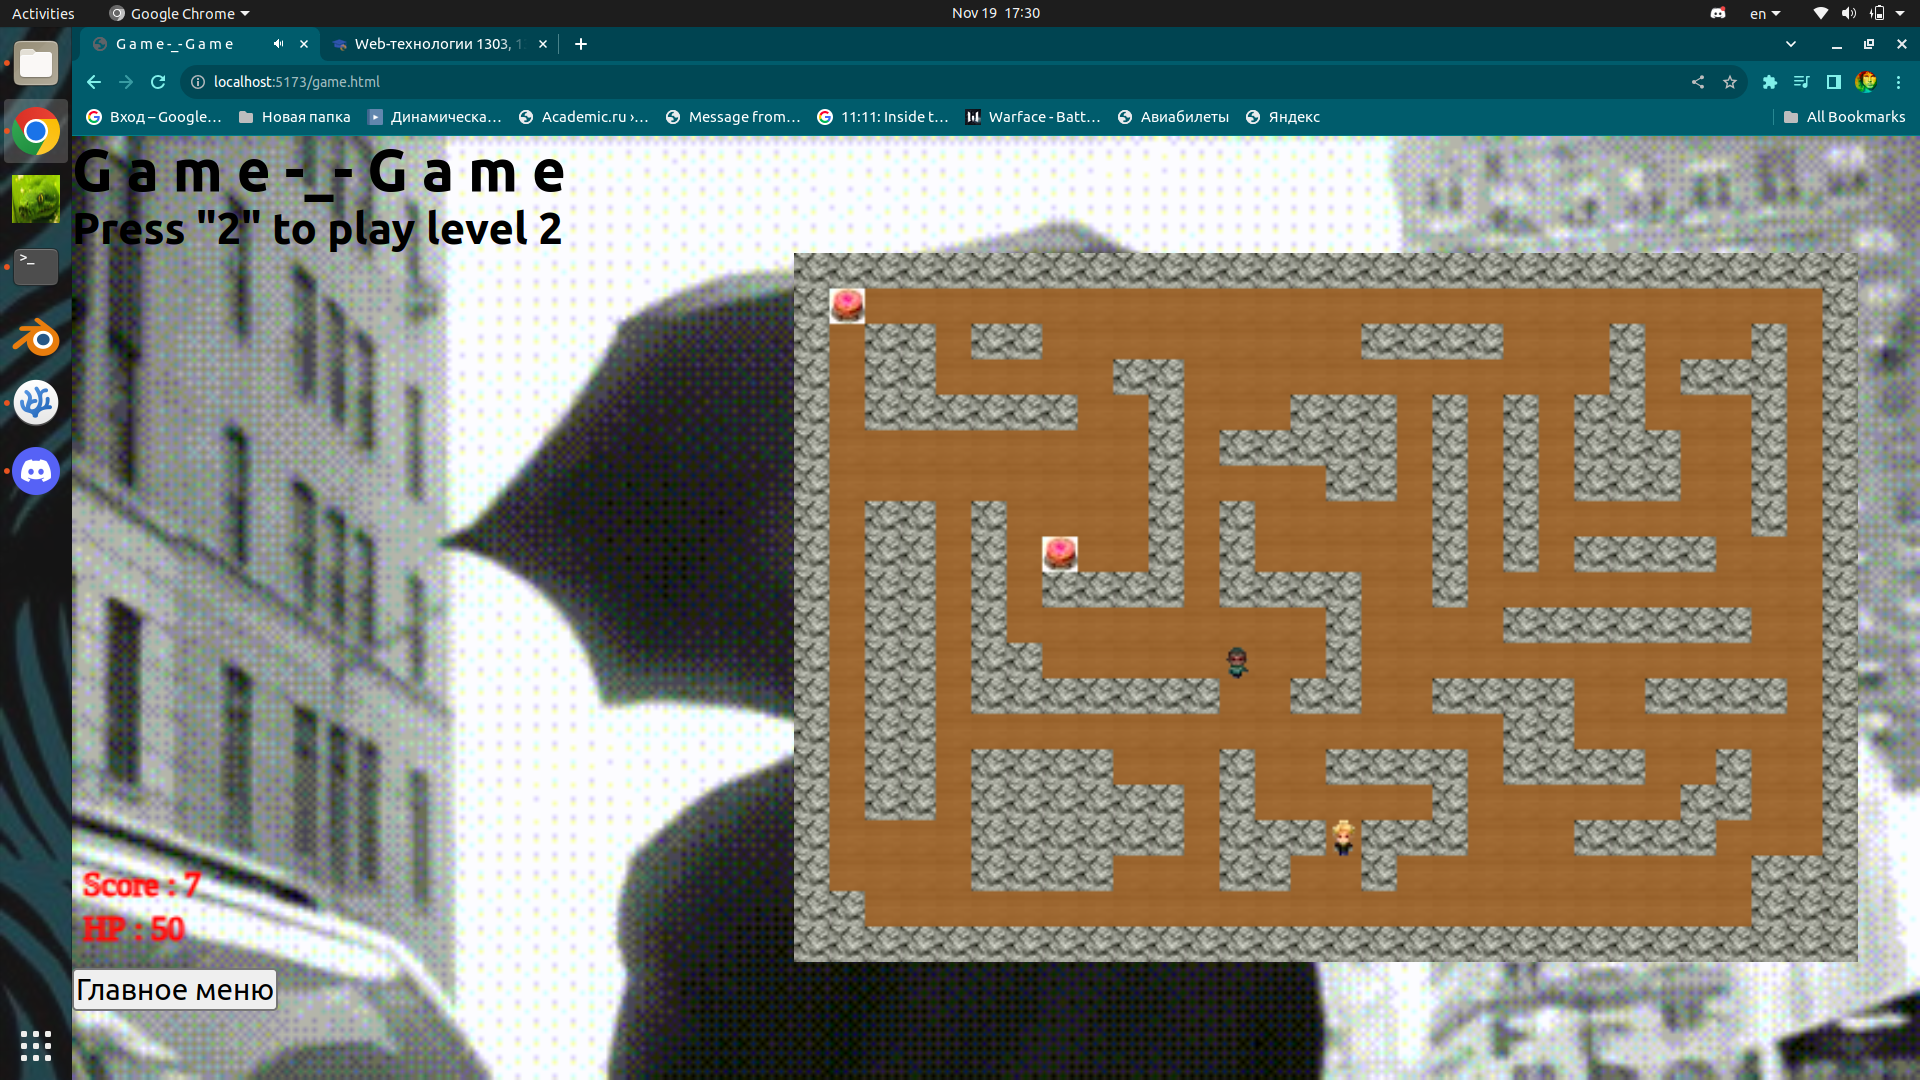 Activities
Google Chrome
Nov 19 17:30
en
G a m e -_- G a m e
Web-технологии 1303, 1
localhost:5173/game.html
Вход – Google...
Новая папка
Динамическа...
Academic.ru ›...
Message from...
11:11: Inside t...
Warface - Batt...
Авиабилеты
Яндекс
All Bookmarks
G a m e -_- G a m e
Press "2" to play level 2
Score : 7
HP : 50
Главное меню